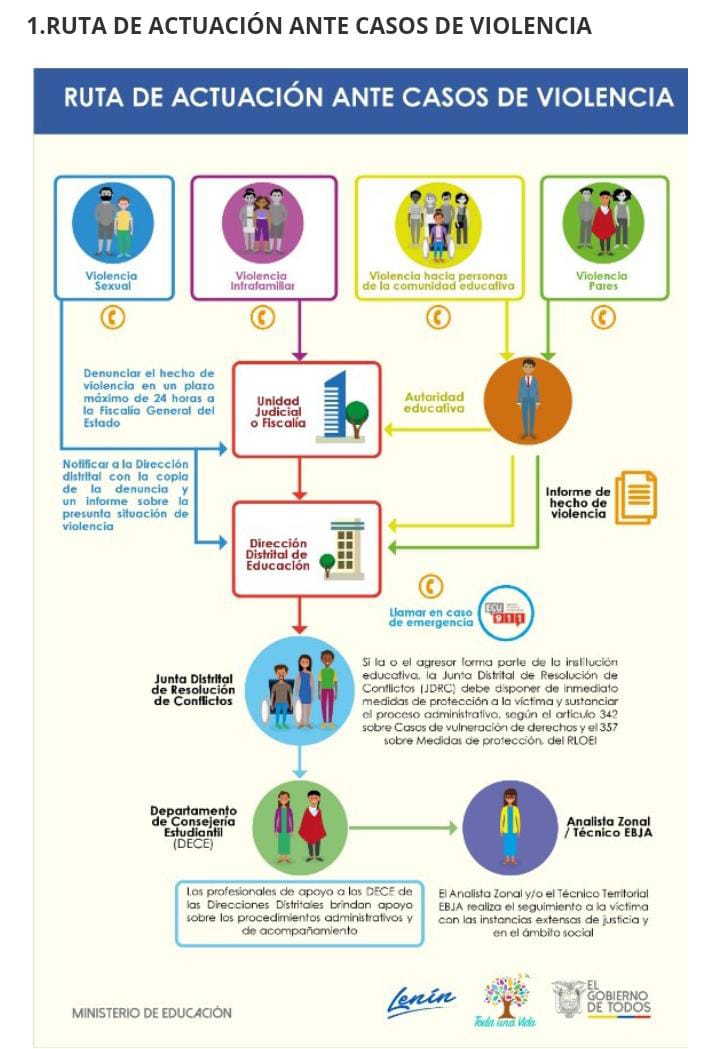 1.RUTA DE ACTUACIÓN ANTE CASOS DE VIOLENCIA
RUTA DE ACTUACIÓN ANTE CASOS DE VIOLENCIA
Violencia
Sexual
Violencia
Intrafamiliar
Violencia hacia personas
de la comunidad educativa
Violencia
Pares
Denunciar el hecho de
violencia en un plazo
máximo de 24 horas a
la Fiscalía General del
Estado
Unidad
Judicial
o Fiscalía
Autoridad
educativa
Notificar a la Dirección
distrital con la copia
de la denuncia y
un informe sobre la
presunta situación de
violencia
Informe de
hecho de
violencia
Dirección
Distrital de
Educación
Llamar en caso
de emergencia
ECU
911
Junta Distrital
de Resolución
de Conflictos
Si la o el agresor forma parte de la institución
educativa, la Junta Distrital de Resolución de
Conflictos (JDRC) debe disponer de inmediato
medidas de protección a la víctima y sustanciar
el proceso administrativo, según el artículo 342
sobre Casos de vulneración de derechos y el 357
sobre Medidas de protección, del RLOEI
Departamento
de Consejería
Estudiantil
(DECE)
Analista Zonal
/ Técnico EBJA
Los profesionales de apoyo a los DECE de
las Direcciones Distritales brindan apoyo
sobre los procedimientos administrativos y
de acompañamiento
El Analista Zonal y/o el Técnico Territorial
EBJA realiza el seguimiento a la víctima
con las instancias extensas de justicia y
en el ámbito social
MINISTERIO DE EDUCACIÓN
Lenín
Toda una Vida
EL
GOBIERNO
DE TODOS